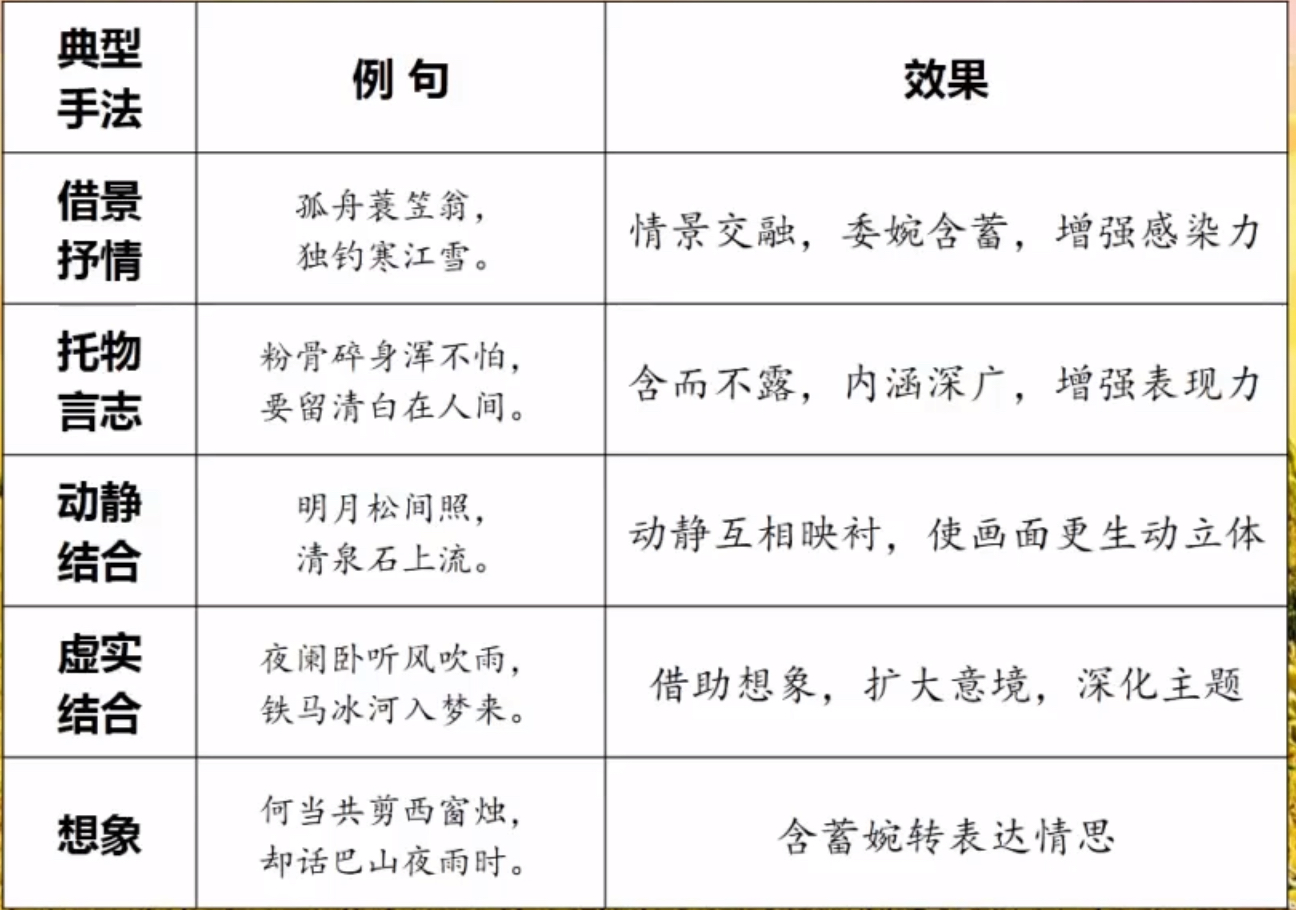 典型
手法
例 句
效果
借景
抒情
孤舟蓑笠翁，
独钓寒江雪。
情景交融，委婉含蓄，增强感染力
托物
言志
粉骨碎身浑不怕，
要留清白在人间。
含而不露，内涵深广，增强表现力
动静
结合
明月松间照，
清泉石上流。
动静互相映衬，使画面更生动立体
虚实
结合
夜阑卧听风吹雨，
铁马冰河入梦来。
借助想象，扩大意境，深化主题
想象
何当共剪西窗烛，
却话巴山夜雨时。
含蓄婉转表达情思